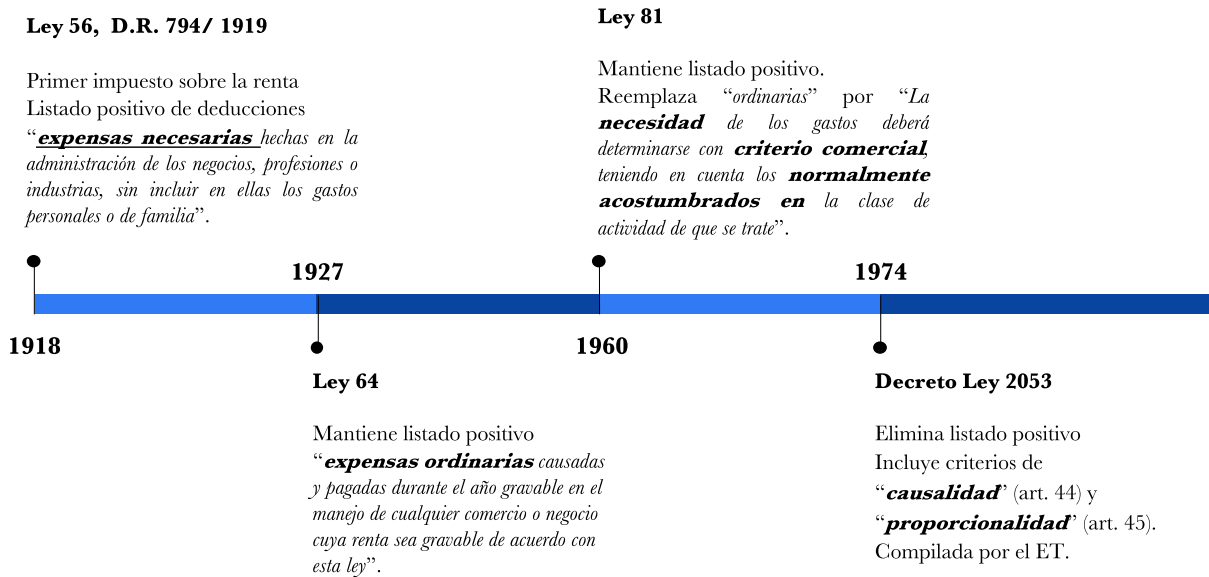 Ley 56, D.R. 794/ 1919
Primer impuesto sobre la renta
Listado positivo de deducciones
“expensas necesarias hechas en la
administración de los negocios, profesiones o
industrias, sin incluir en ellas los gastos
personales o de familia”.
1918
1927
Ley 64
Mantiene listado positivo
“expensas ordinarias causadas
y pagadas durante el año gravable en el
manejo de cualquier comercio o negocio
cuya renta sea gravable de acuerdo con
esta ley”.
Ley 81
Mantiene listado positivo.
Reemplaza “ordinarias” por “La
necesidad de los gastos deberá
determinarse con criterio comercial,
teniendo en cuenta los normalmente
acostumbrados en la clase de
actividad de que se trate”.
1960
1974
Decreto Ley 2053
Elimina listado positivo
Incluye criterios de
“causalidad” (art. 44) y
“proporcionalidad” (art. 45).
Compilada por el ET.